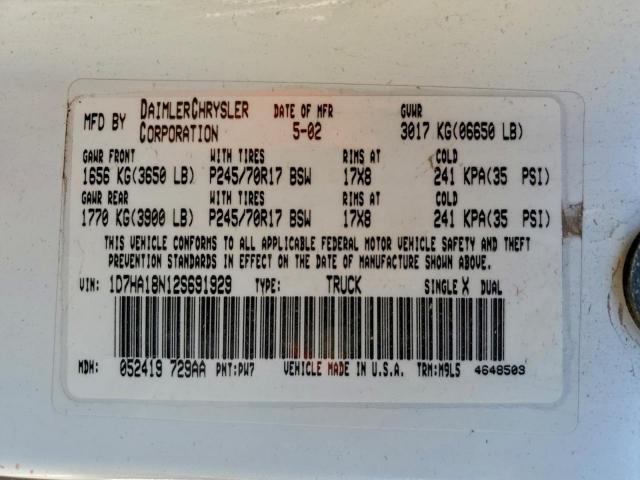 MFD BY DAIMLERCHRYSLER CORPORATION DATE OF MFR 5-02 GVWR 3017 KG(06650 LB)
GAWR FRONT WITH TIRES RIMS AT COLD
1656 KG(3650 LB) P245/70R17 BSW 17X8 241 KPA(35 PSI)
GAWR REAR WITH TIRES RIMS AT COLD
1770 KG(3900 LB) P245/70R17 BSW 17X8 241 KPA(35 PSI)
THIS VEHICLE CONFORMS TO ALL APPLICABLE FEDERAL MOTOR VEHICLE SAFETY AND THEFT
PREVENTION STANDARDS IN EFFECT ON THE DATE OF MANUFACTURE SHOWN ABOVE.
VIN: 1D7HA18N12S691929 TYPE: TRUCK SINGLE X DUAL
MDH: 052419 729AA PNT:PW7 VEHICLE MADE IN U.S.A. TRM:M9L5 4648503